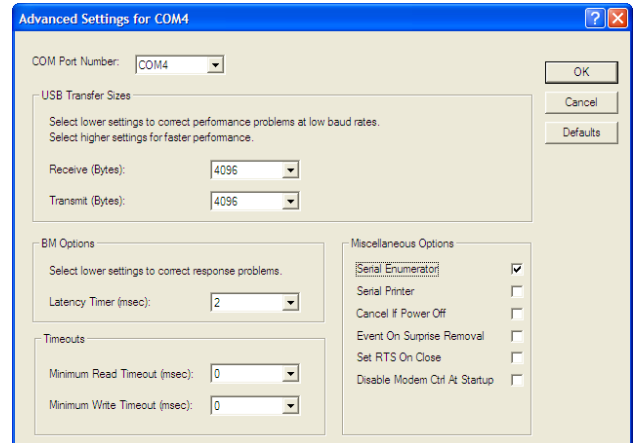 Advanced Settings for COM4
COM Port Number: COM4
OK
Cancel
Defaults
USB Transfer Sizes
Select lower settings to correct performance problems at low baud rates.
Select higher settings for faster performance.
Receive (Bytes): 4096
Transmit (Bytes): 4096
BM Options
Select lower settings to correct response problems.
Latency Timer (msec): 2
Timeouts
Minimum Read Timeout (msec): 0
Minimum Write Timeout (msec): 0
Miscellaneous Options
Serial Enumerator
Serial Printer
Cancel If Power Off
Event On Surprise Removal
Set RTS On Close
Disable Modem Ctrl At Startup